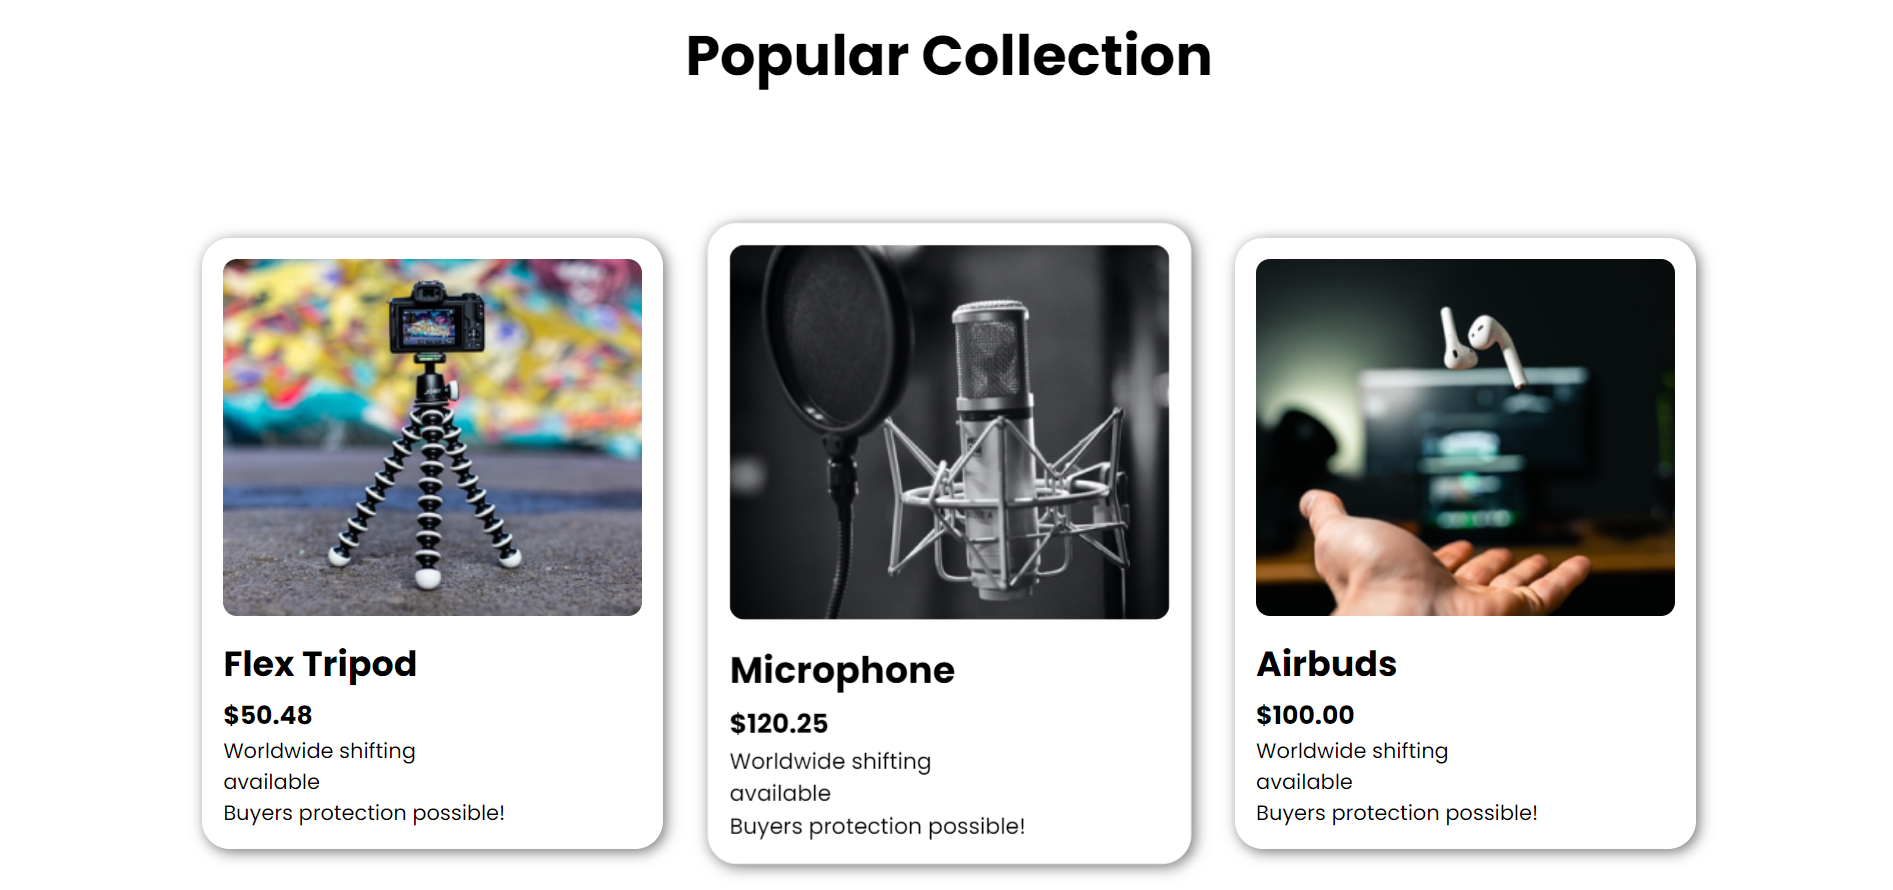 Popular Collection
Flex Tripod
$50.48
Worldwide shifting
available
Buyers protection possible!
Microphone
$120.25
Worldwide shifting
available
Buyers protection possible!
Airbuds
$100.00
Worldwide shifting
available
Buyers protection possible!